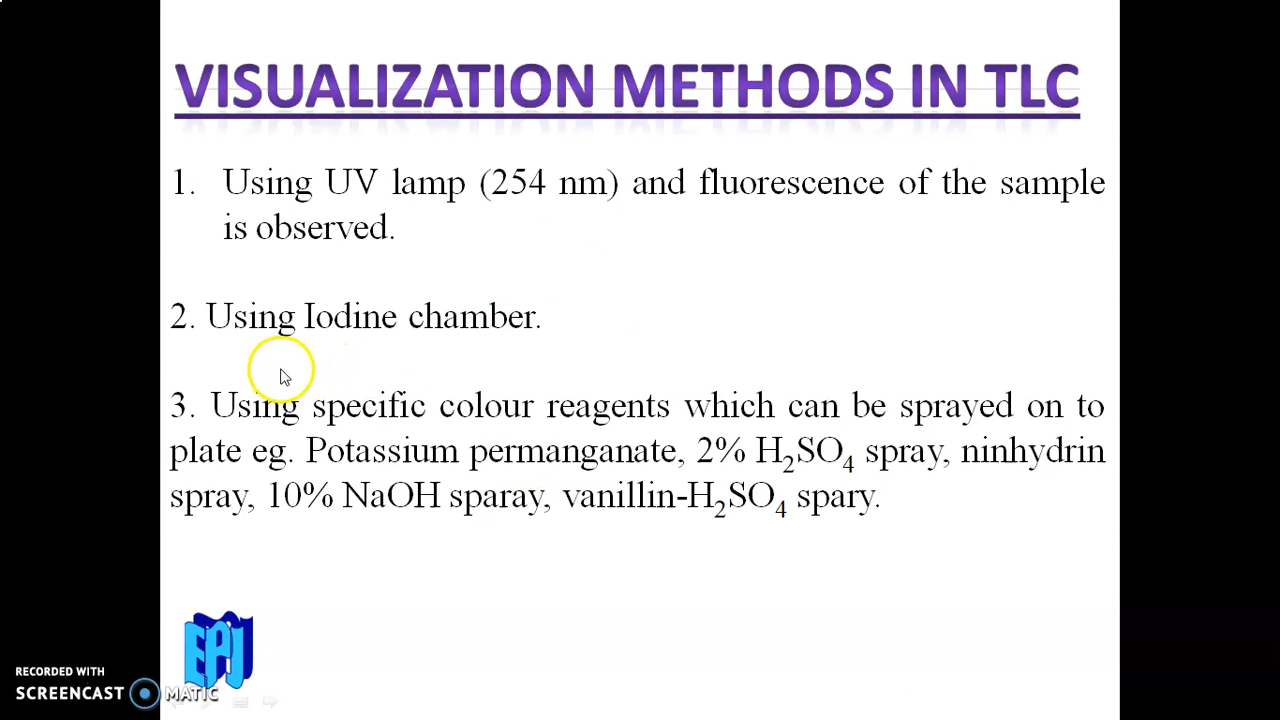 VISUALIZATION METHODS IN TLC
1. Using UV lamp (254 nm) and fluorescence of the sample
is observed.
2. Using Iodine chamber.
3. Using specific colour reagents which can be sprayed on to
plate eg. Potassium permanganate, 2% H₂SO₄ spray, ninhydrin
spray, 10% NaOH sparay, vanillin-H₂SO₄ spary.
EPJ
RECORDED WITH
SCREENCAST MATIC